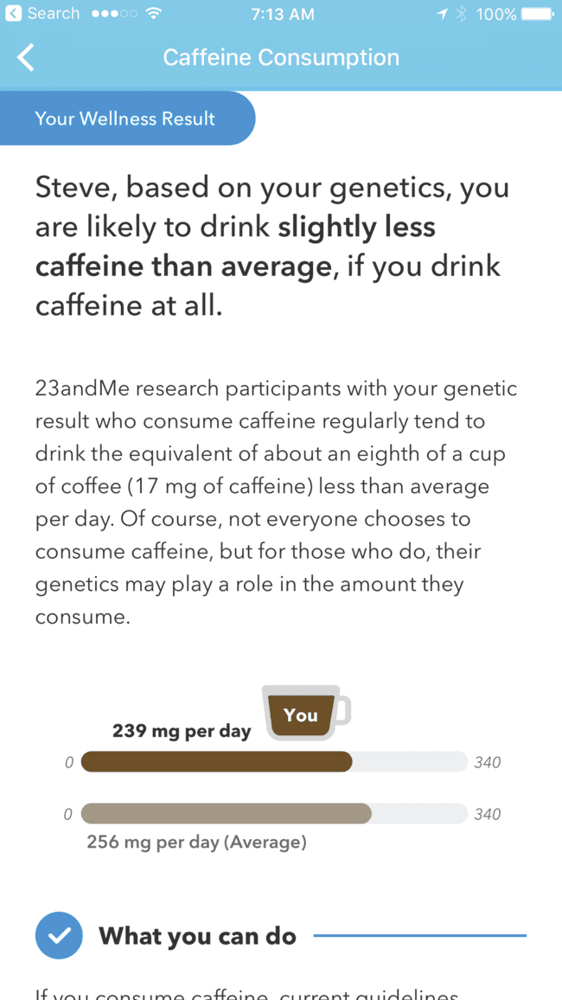 Search 7:13 AM 100%
Caffeine Consumption
Your Wellness Result
Steve, based on your genetics, you
are likely to drink slightly less
caffeine than average, if you drink
caffeine at all.
23andMe research participants with your genetic
result who consume caffeine regularly tend to
drink the equivalent of about an eighth of a cup
of coffee (17 mg of caffeine) less than average
per day. Of course, not everyone chooses to
consume caffeine, but for those who do, their
genetics may play a role in the amount they
consume.
You
239 mg per day
0 340
0 340
256 mg per day (Average)
What you can do
If you consume caffeine, current guidelines